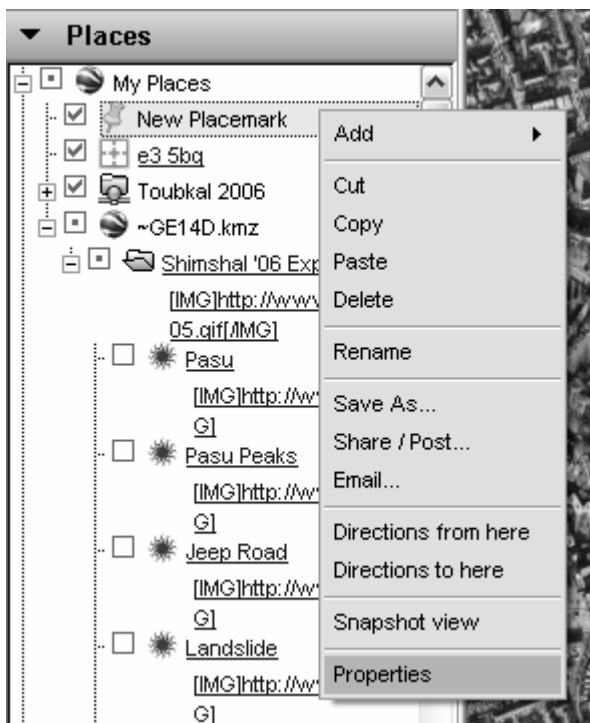 Places
My Places
New Placemark
e3 5bq
Toubkal 2006
~GE14D.kmz
Shimshal '06 Exp
[IMG]http://www
05.gif[/IMG]
Pasu
[IMG]http://w
G]
Pasu Peaks
[IMG]http://w
G]
Jeep Road
[IMG]http://w
G]
Landslide
[IMG]http://w
G]
Add
Cut
Copy
Paste
Delete
Rename
Save As...
Share / Post...
Email...
Directions from here
Directions to here
Snapshot view
Properties